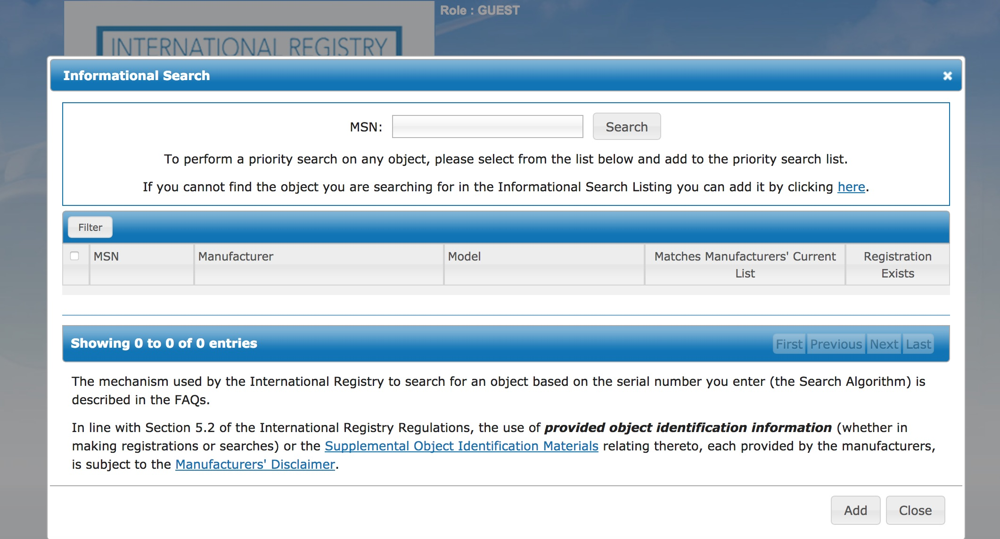 Role : GUEST
INTERNATIONAL REGISTRY
Informational Search
MSN:
Search
To perform a priority search on any object, please select from the list below and add to the priority search list.
If you cannot find the object you are searching for in the Informational Search Listing you can add it by clicking here.
Filter
MSN Manufacturer Model Matches Manufacturers' Current Registration
List Exists
Showing 0 to 0 of 0 entries First Previous Next Last
The mechanism used by the International Registry to search for an object based on the serial number you enter (the Search Algorithm) is
described in the FAQs.
In line with Section 5.2 of the International Registry Regulations, the use of provided object identification information (whether in
making registrations or searches) or the Supplemental Object Identification Materials relating thereto, each provided by the manufacturers,
is subject to the Manufacturers' Disclaimer.
Add Close